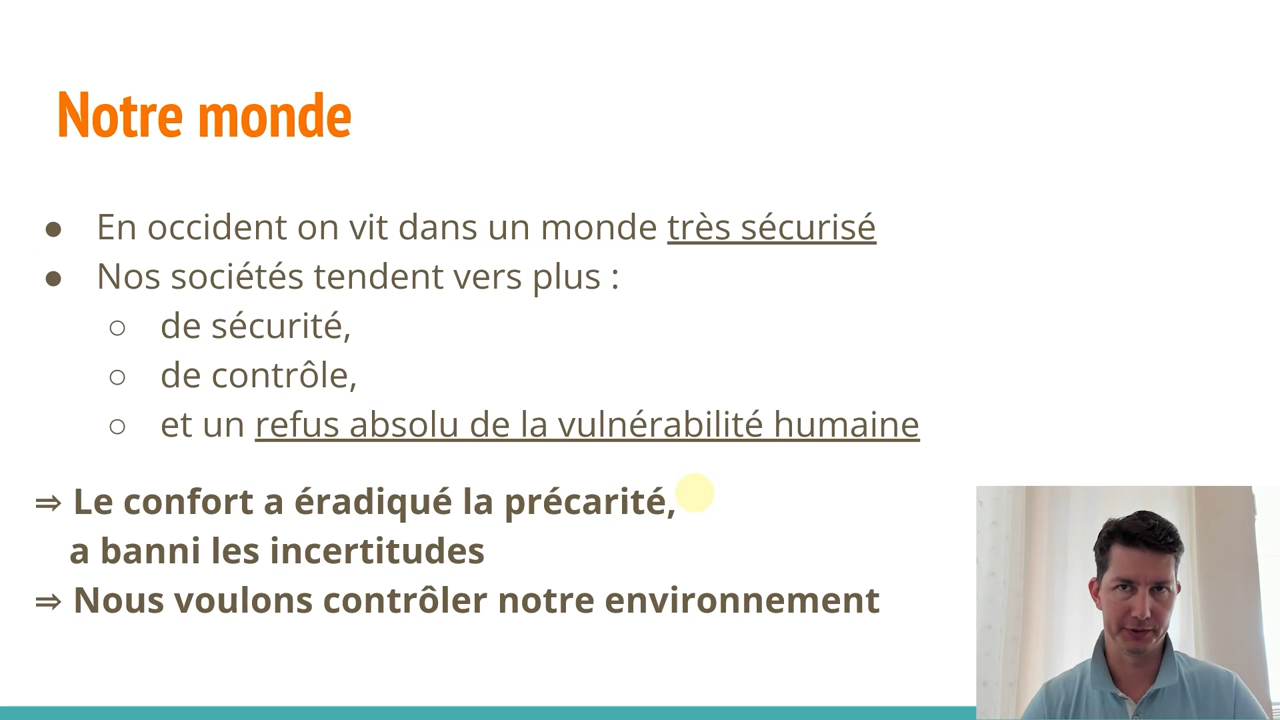 Notre monde
● En occident on vit dans un monde très sécurisé
● Nos sociétés tendent vers plus :
○ de sécurité,
○ de contrôle,
○ et un refus absolu de la vulnérabilité humaine
⇒ Le confort a éradiqué la précarité,
a banni les incertitudes
⇒ Nous voulons contrôler notre environnement